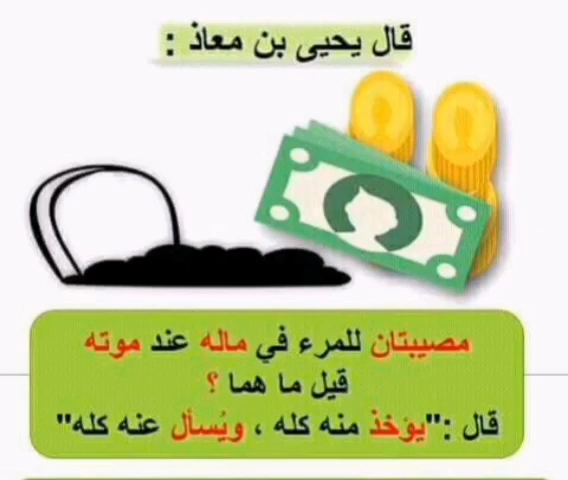 قال يحيى بن معاذ :
مصيبتان للمرء في ماله عند موته
قيل ما هما ؟
قال :"يؤخذ منه كله ، ويُسأل عنه كله"